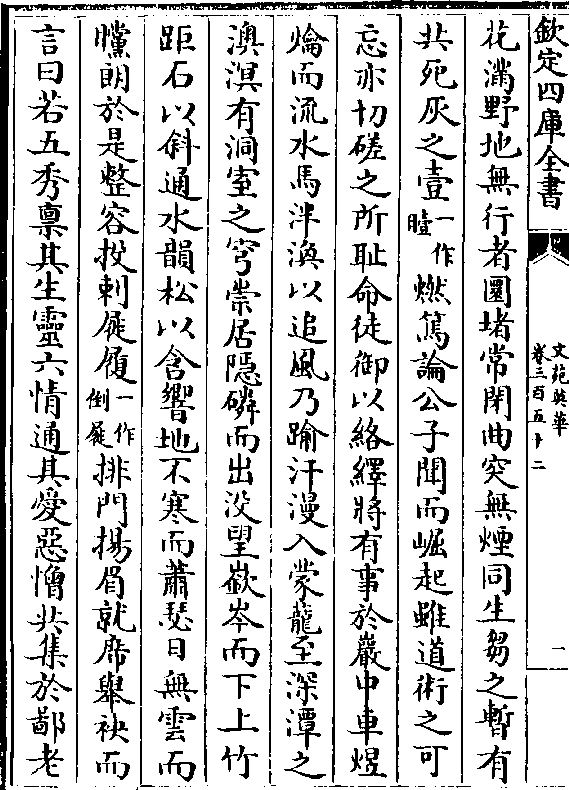 欽定四庫全書
文苑英華
卷三百五十二
一
花滿野地無行者圜堵常閉曲突無煙同生芻之暫有
共死灰之壹一作曀燃篤論公子聞而崛起雖道術之可
忘亦切磋之所恥命徒御以絡繹將有事於巖中車煜
爚而流水馬泮渙以追風乃踰汗漫入蒙蘢至深潭之
澳溟有洞室之穹崇居隱磷而出没望嶔岑而下上竹
距石以斜通水韻松以含響地不寒而蕭瑟日無雲而
曭朗於是整容投刺屣履一作倒屣排門揚眉就席舉袂而
言曰若五秀禀其生靈六情通其愛惡憎共集於鄙老